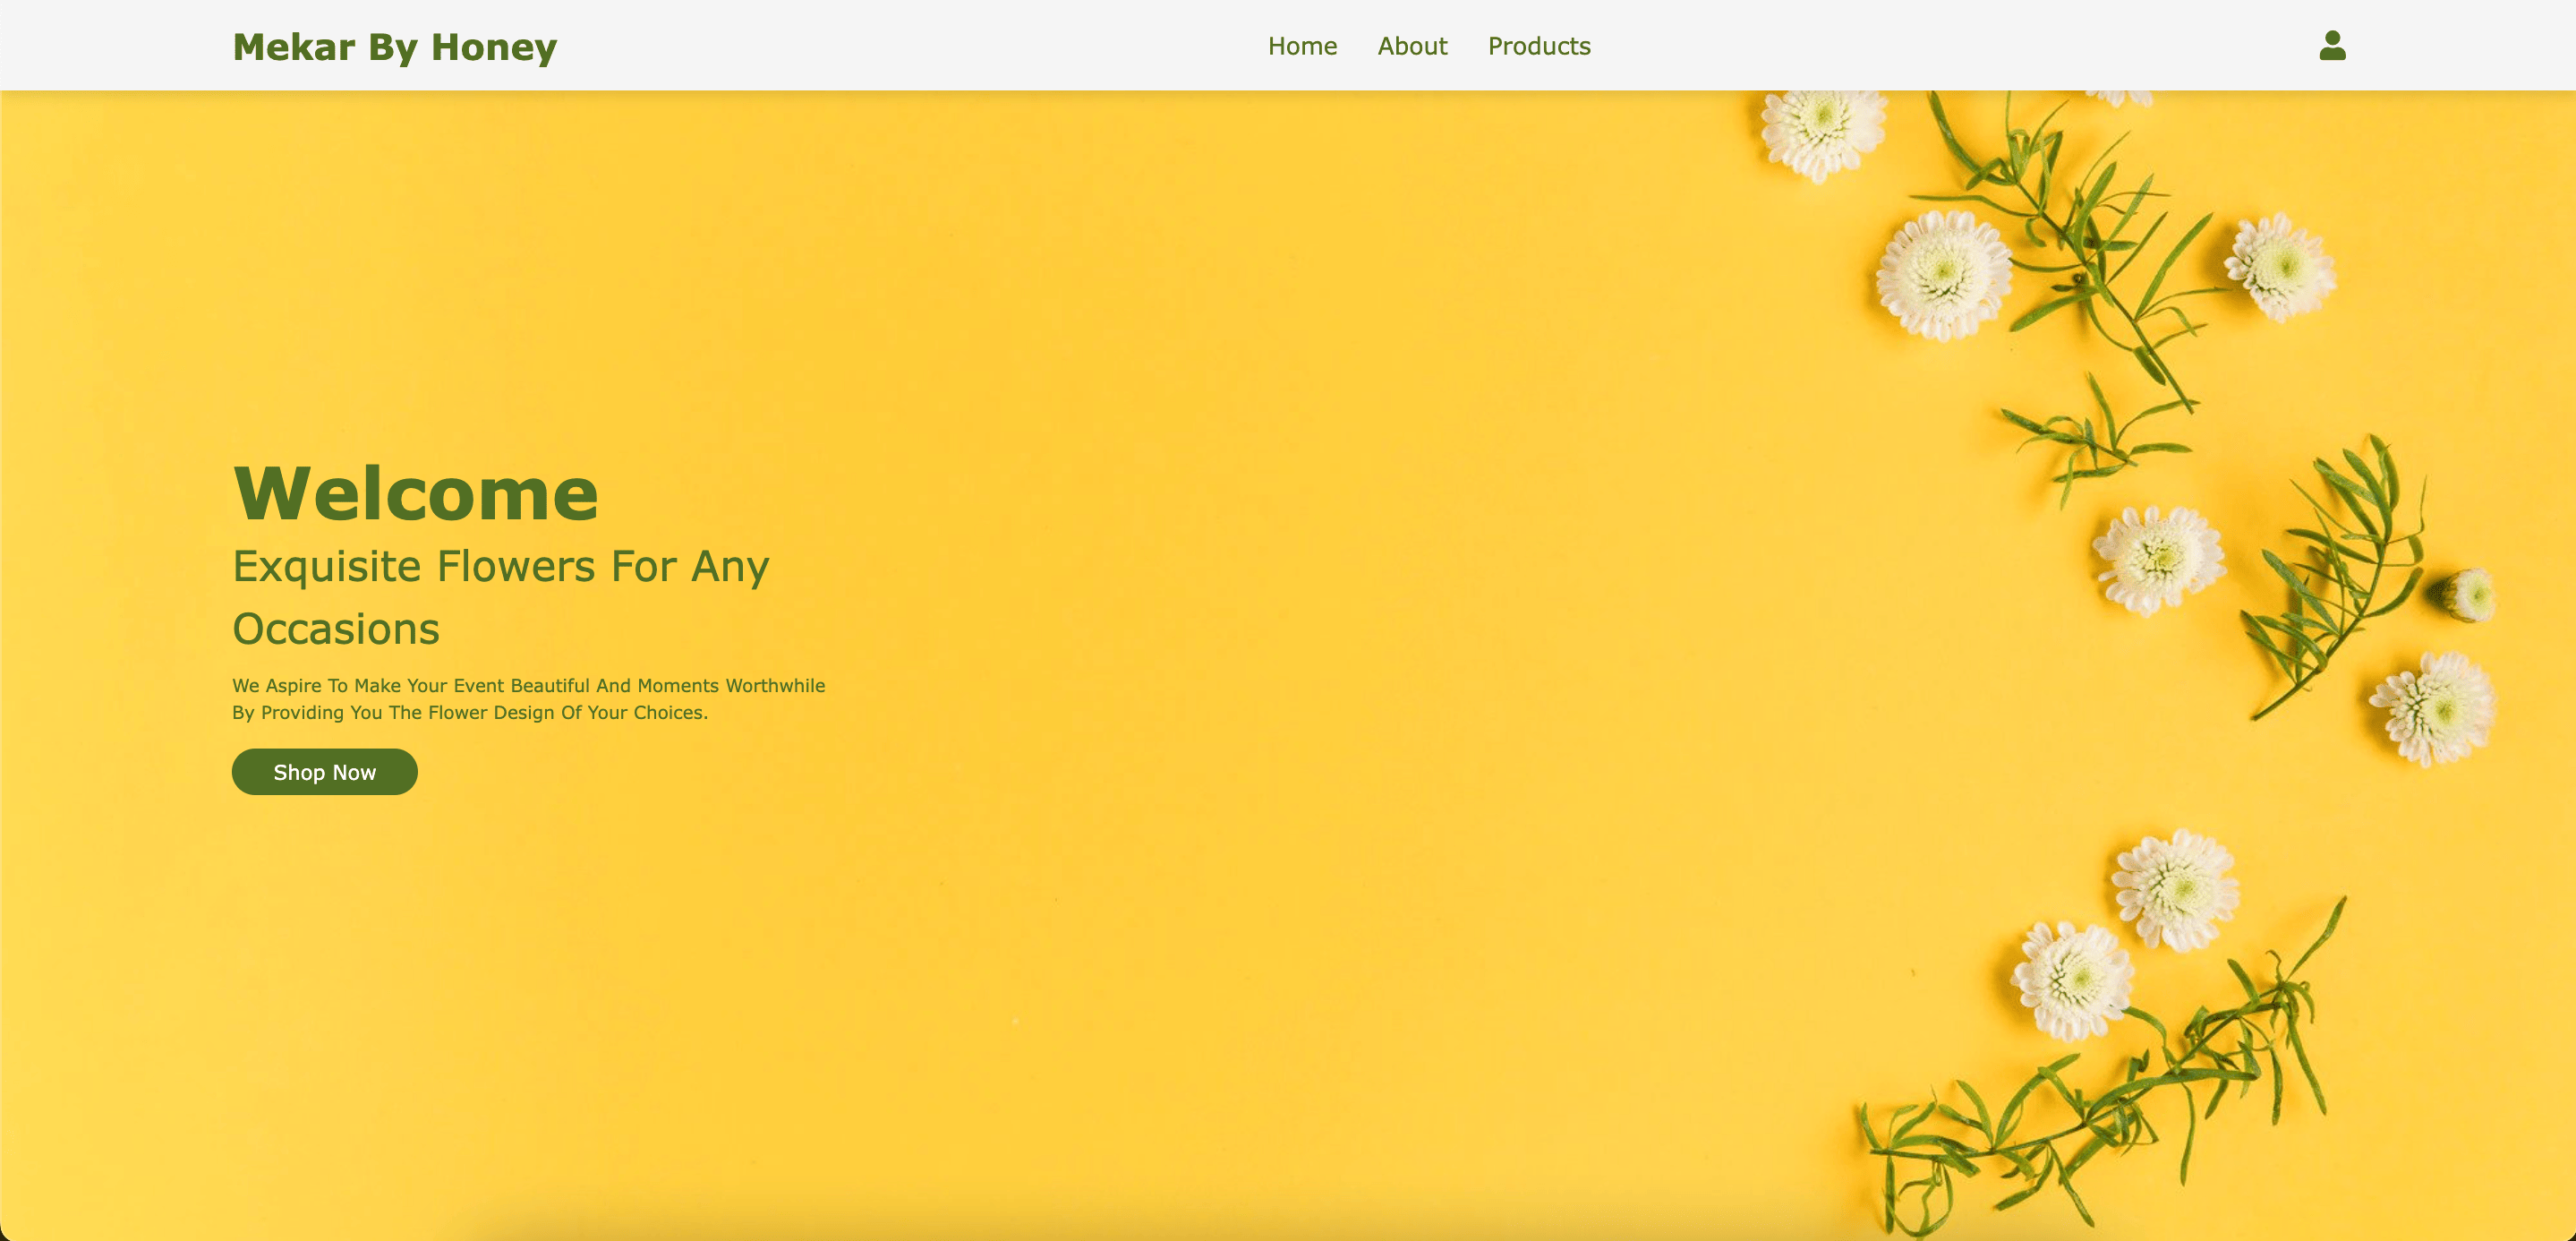 Mekar By Honey
Home About Products
Welcome
Exquisite Flowers For Any
Occasions
We Aspire To Make Your Event Beautiful And Moments Worthwhile
By Providing You The Flower Design Of Your Choices.
Shop Now